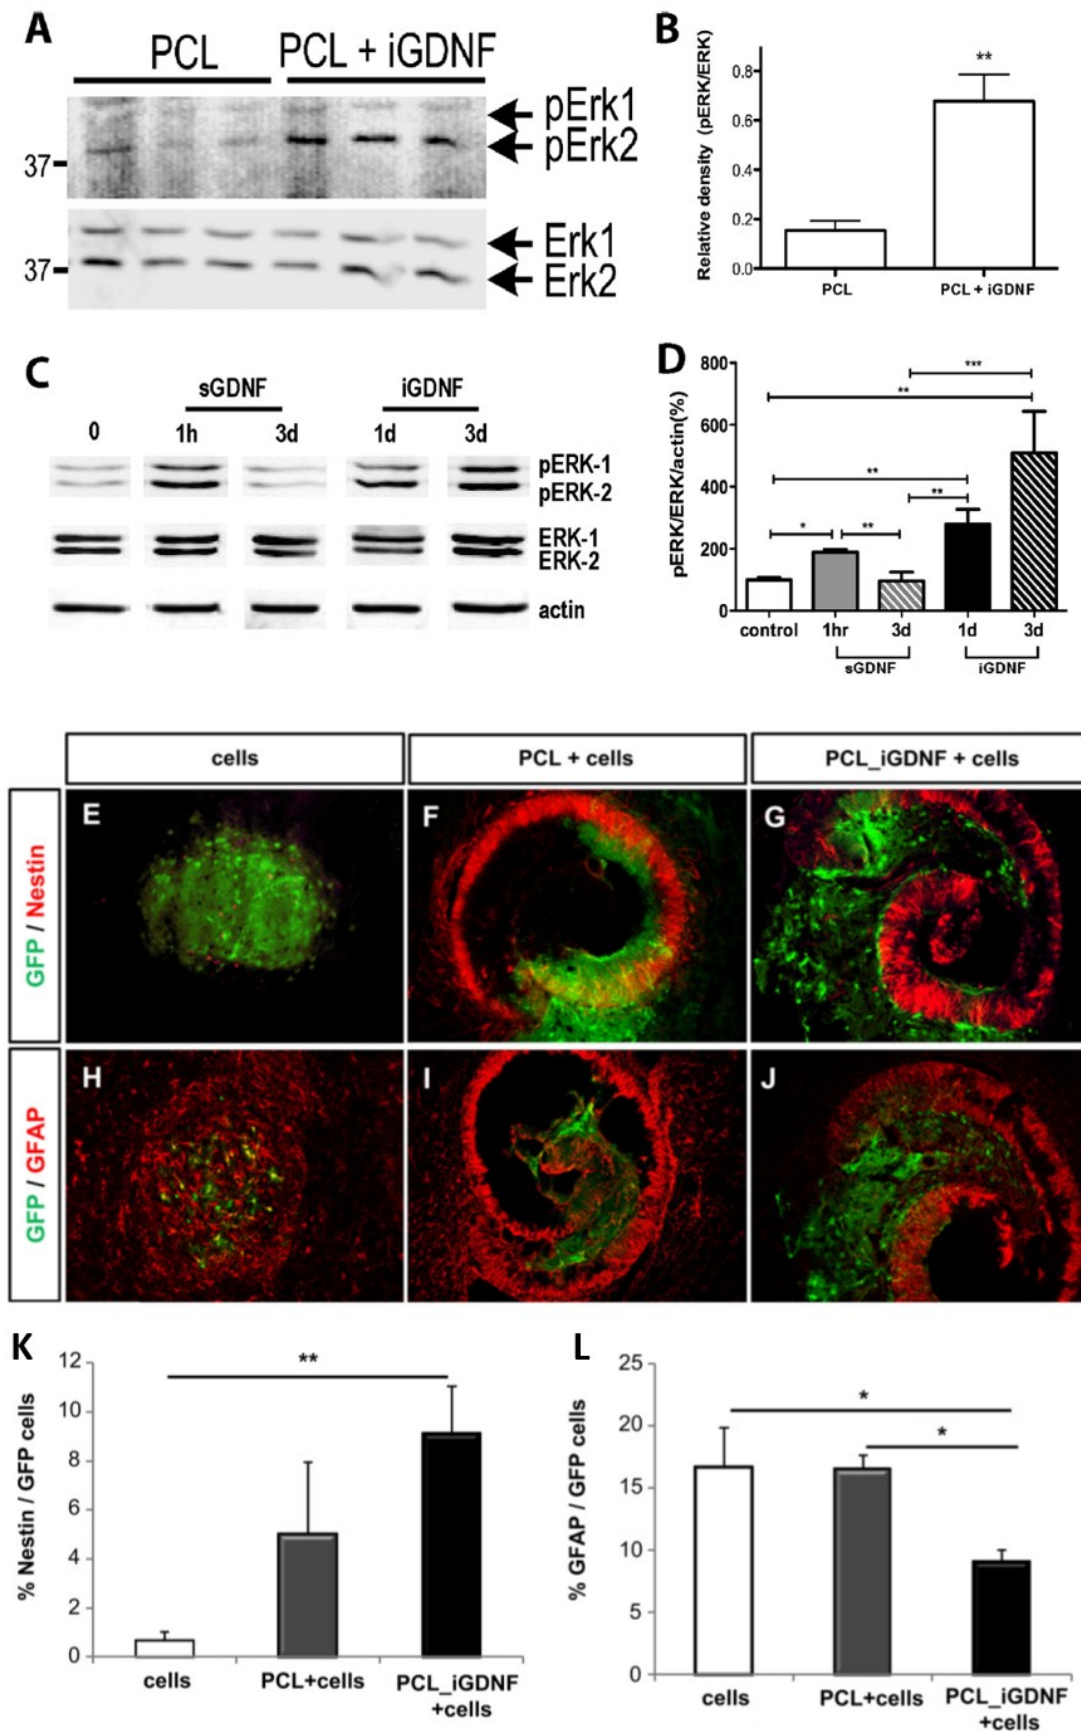 A
PCL
PCL + iGDNF
pErk1
pErk2
37
Erk1
37
Erk2
B
Relative density (pERK/ERK)
0.8
0.6
0.4
0.2
0.0
**
PCL
PCL + iGDNF
C
sGDNF
iGDNF
0
1h
3d
1d
3d
pERK-1
pERK-2
ERK-1
ERK-2
actin
D
pERK/ERK/actin(%)
800
600
400
200
0
***
**
**
**
*
**
control
1hr
3d
1d
3d
sGDNF
iGDNF
cells
PCL + cells
PCL_iGDNF + cells
GFP / Nestin
E
F
G
GFP / GFAP
H
I
J
K
% Nestin / GFP cells
12
10
8
6
4
2
0
**
cells
PCL+cells
PCL_iGDNF
+cells
L
% GFAP / GFP cells
25
20
15
10
5
0
*
*
cells
PCL+cells
PCL_iGDNF
+cells